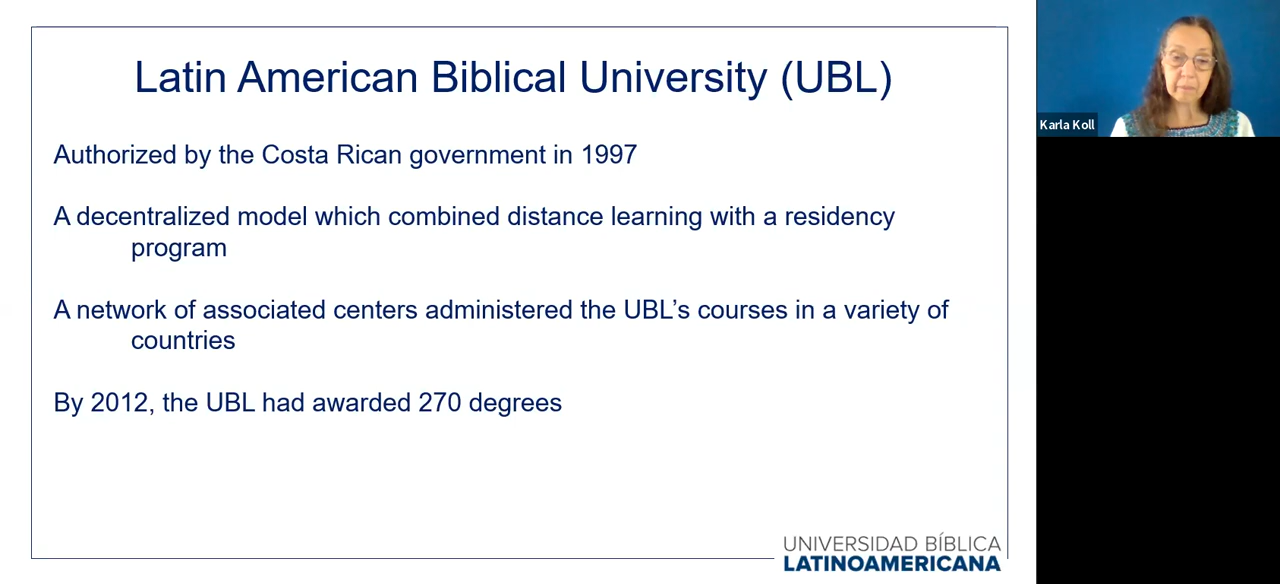 Latin American Biblical University (UBL)
Authorized by the Costa Rican government in 1997
A decentralized model which combined distance learning with a residency
program
A network of associated centers administered the UBL’s courses in a variety of
countries
By 2012, the UBL had awarded 270 degrees
UNIVERSIDAD BÍBLICA
LATINOAMERICANA
Karla Koll